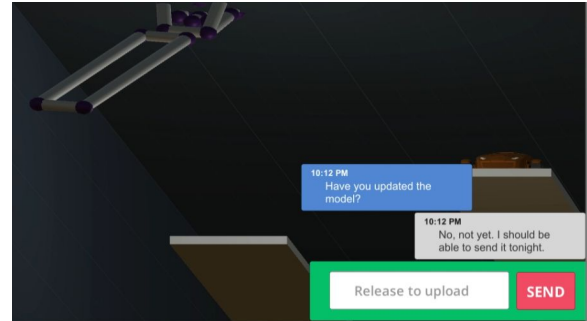 10:12 PM
Have you updated the
model?
10:12 PM
No, not yet. I should be
able to send it tonight.
Release to upload
SEND